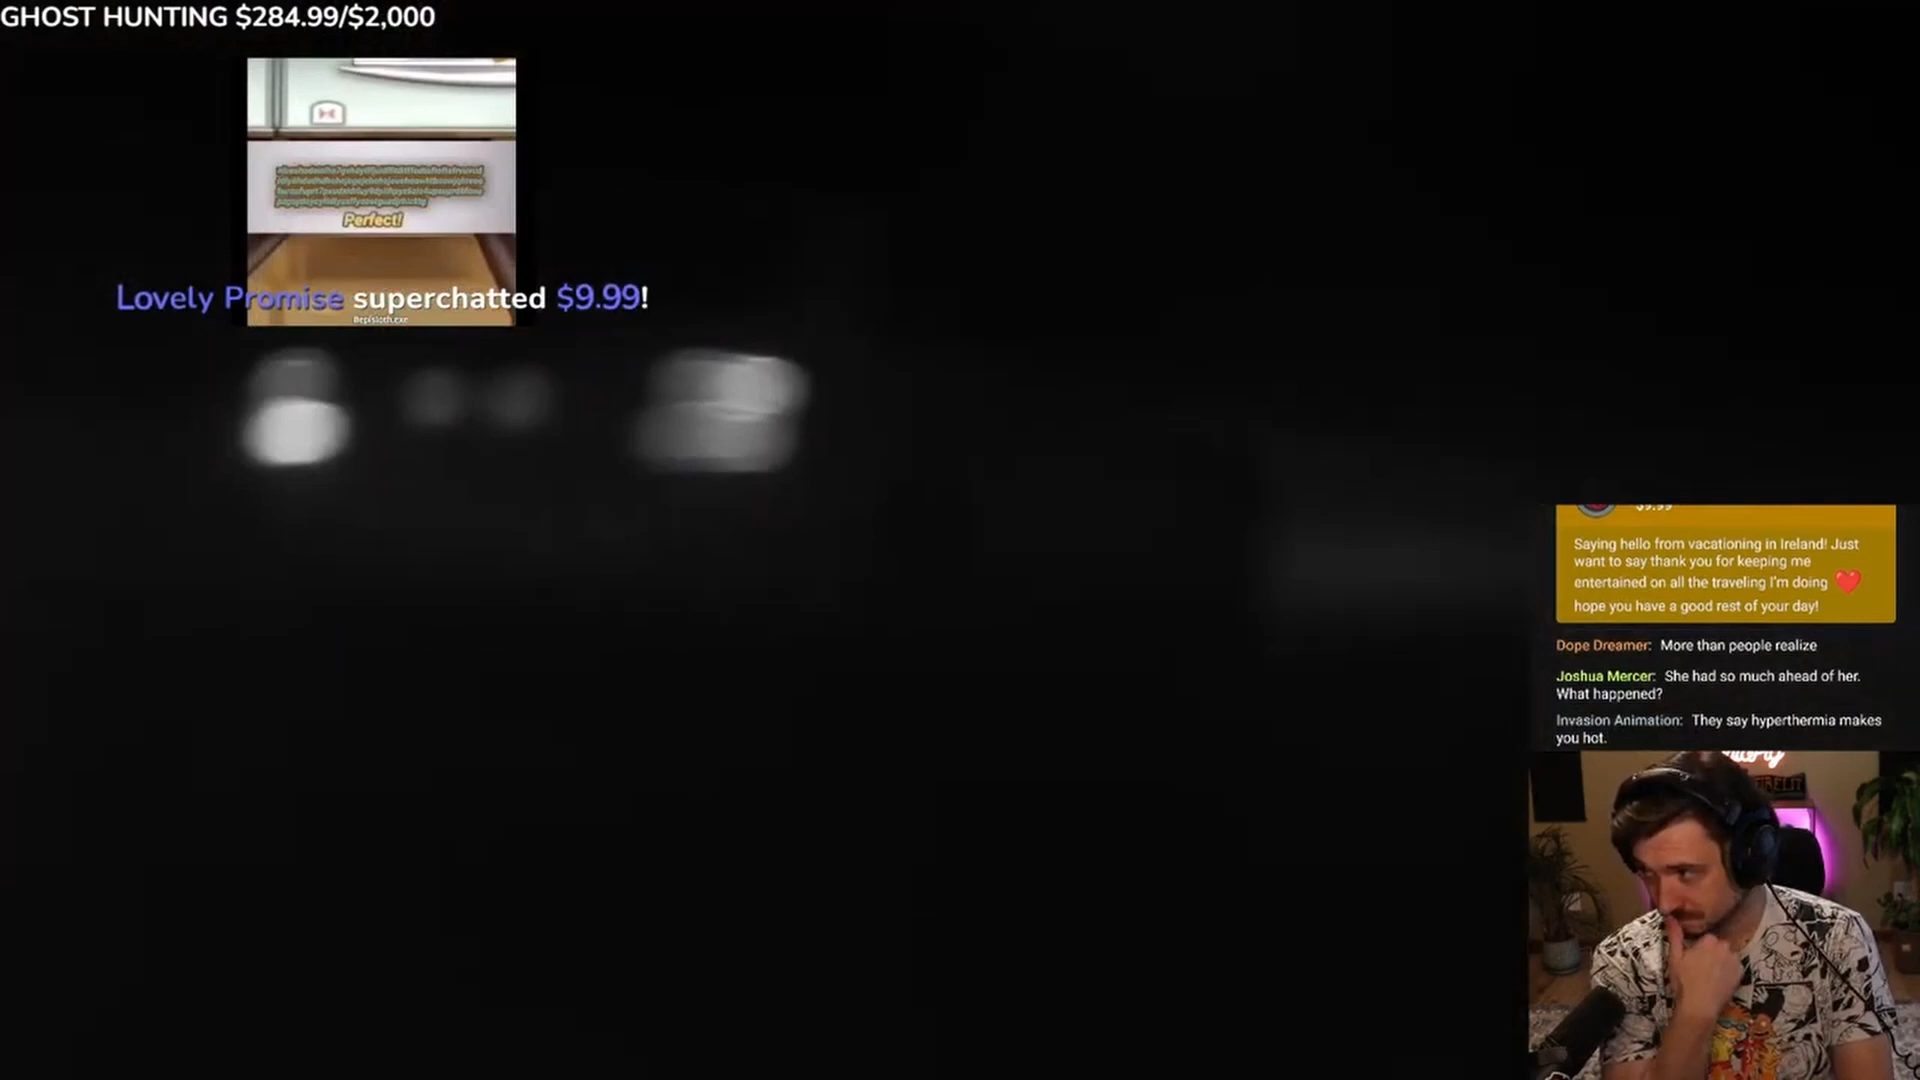 GHOST HUNTING $284.99/$2,000
Perfect!
Lovely Promise superchatted $9.99!
$9.99
Saying hello from vacationing in Ireland! Just
want to say thank you for keeping me
entertained on all the traveling I'm doing ❤️
hope you have a good rest of your day!
Dope Dreamer: More than people realize
Joshua Mercer: She had so much ahead of her.
What happened?
Invasion Animation: They say hyperthermia makes
you hot.